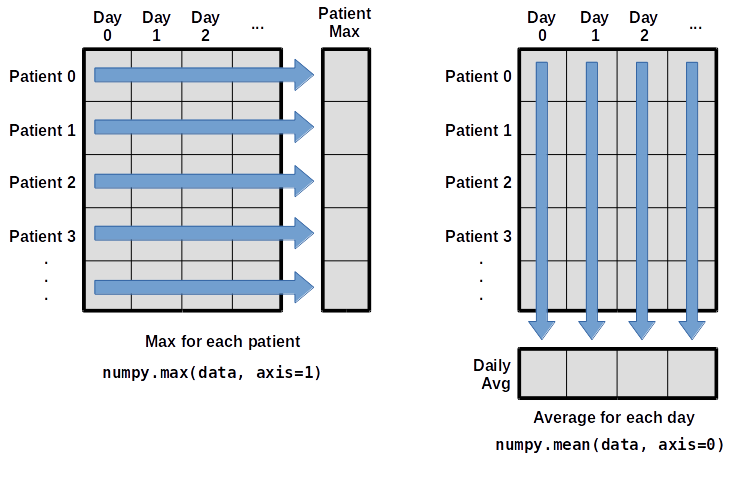 Day 0
Day 1
Day 2
...
Patient Max
Patient 0
Patient 1
Patient 2
Patient 3
.
.
.
Max for each patient
numpy.max(data, axis=1)
Day 0
Day 1
Day 2
...
Patient 0
Patient 1
Patient 2
Patient 3
.
.
.
Daily Avg
Average for each day
numpy.mean(data, axis=0)